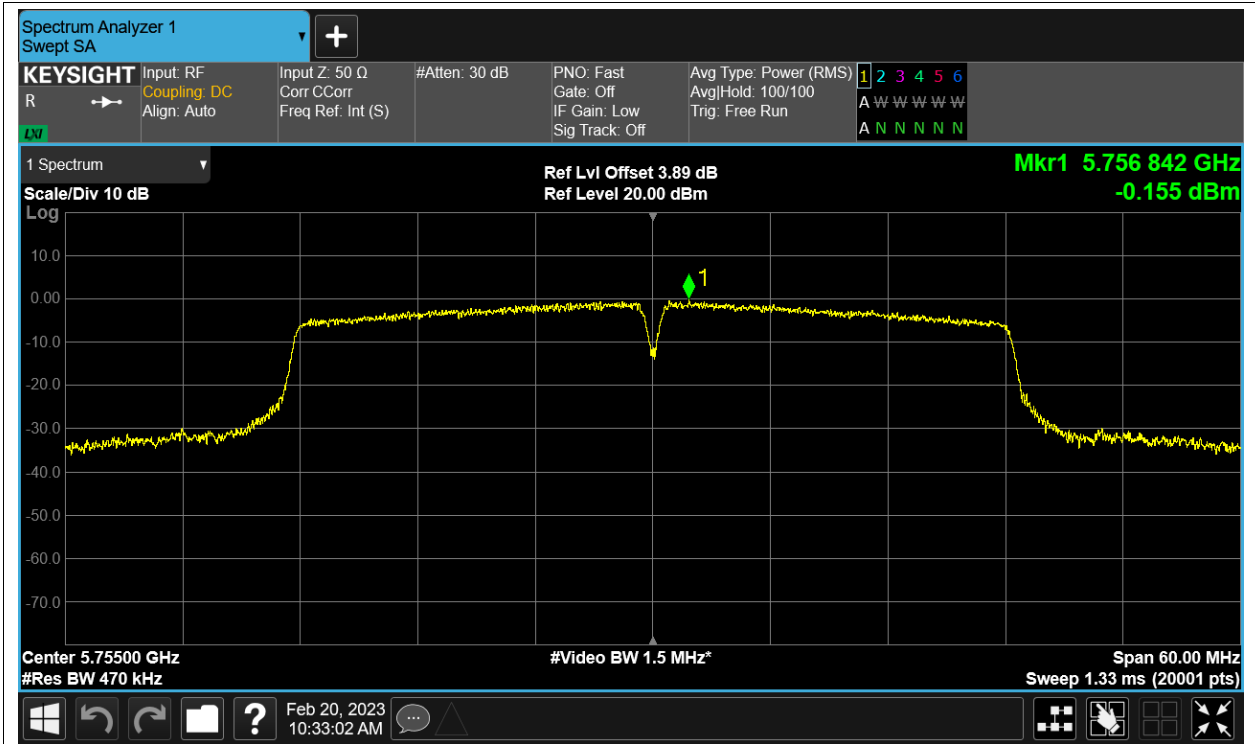 Spectrum Analyzer 1
Swept SA
KEYSIGHT
R
LXI
Input: RF
Coupling: DC
Align: Auto
Input Z: 50 Ω
Corr CCorr
Freq Ref: Int (S)
#Atten: 30 dB
PNO: Fast
Gate: Off
IF Gain: Low
Sig Track: Off
Avg Type: Power (RMS)
Avg|Hold: 100/100
Trig: Free Run
1 2 3 4 5 6
A W W W W W
A N N N N N
1 Spectrum
Scale/Div 10 dB
Log
Ref Lvl Offset 3.89 dB
Ref Level 20.00 dBm
Mkr1 5.756 842 GHz
-0.155 dBm
1
10.0
0.00
-10.0
-20.0
-30.0
-40.0
-50.0
-60.0
-70.0
Center 5.75500 GHz
#Res BW 470 kHz
#Video BW 1.5 MHz*
Span 60.00 MHz
Sweep 1.33 ms (20001 pts)
?
Feb 20, 2023
10:33:02 AM